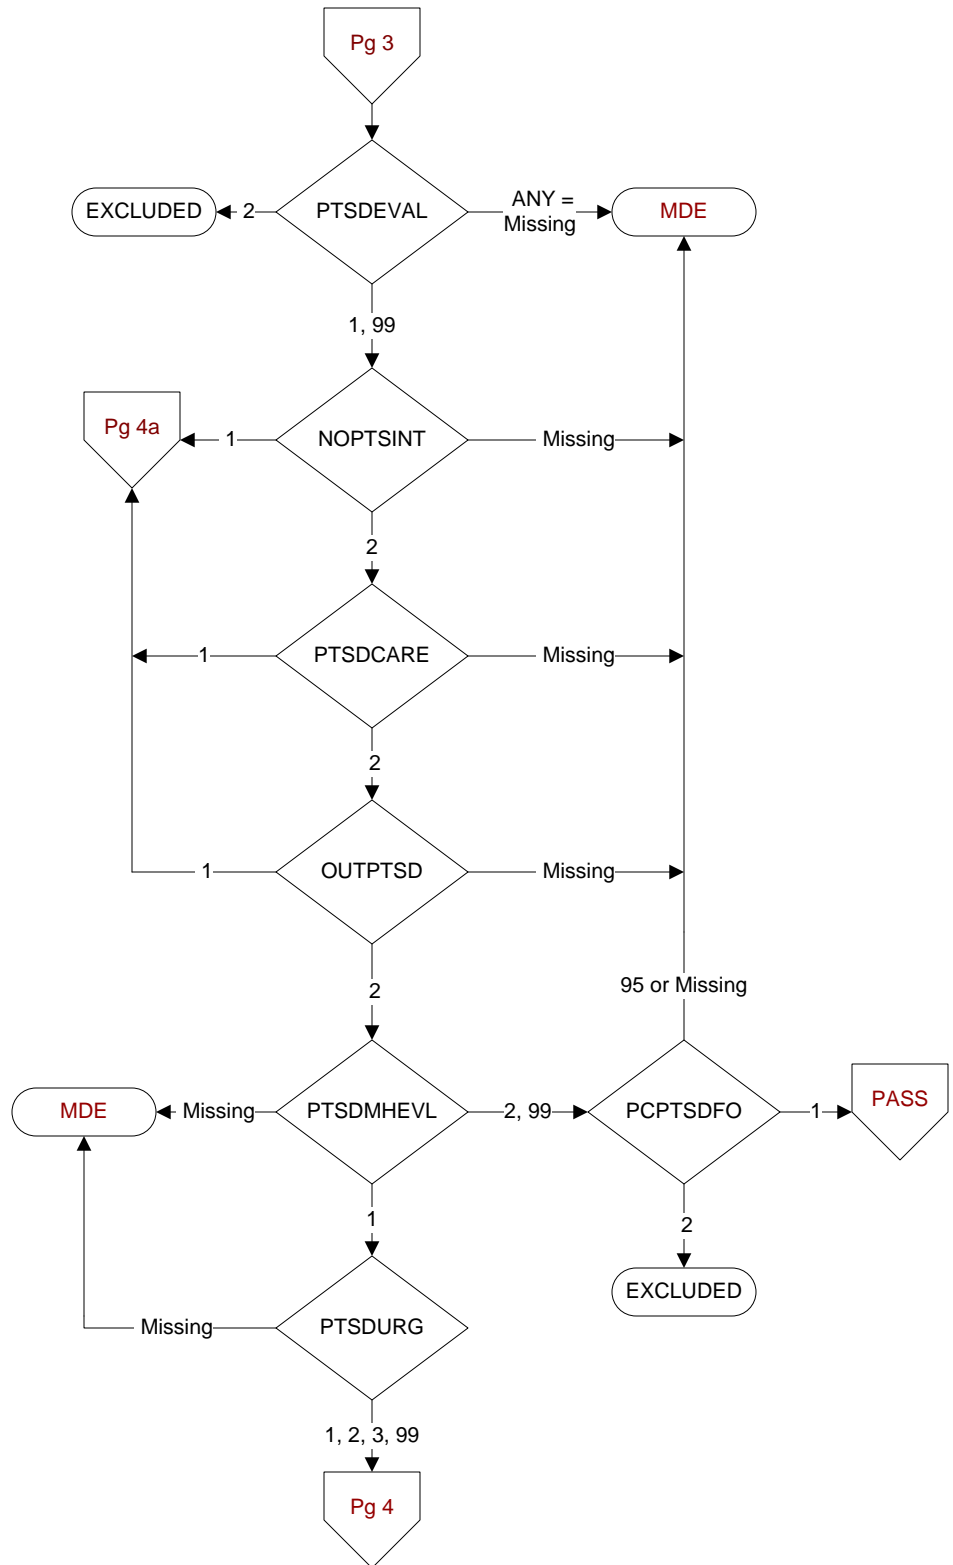 Pg 3
EXCLUDED
2
PTSDEVAL
ANY =
Missing
MDE
1, 99
Pg 4a
1
NOPTSINT
Missing
2
1
PTSDCARE
Missing
2
1
OUTPTSD
Missing
2
95 or Missing
MDE
Missing
PTSDMHEVL
2, 99
PCPTSDFO
1
PASS
1
2
EXCLUDED
Missing
PTSDURG
1, 2, 3, 99
Pg 4